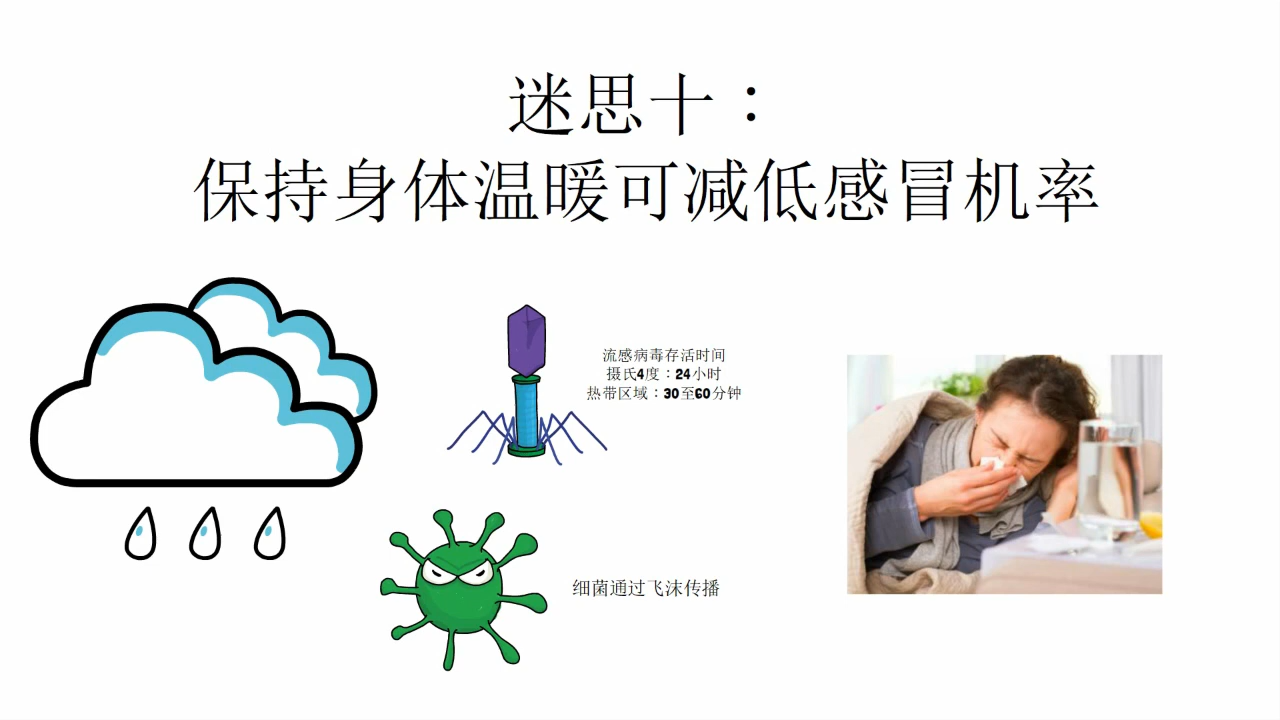 迷思十：
保持身体温暖可减低感冒机率
流感病毒存活时间
摄氏4度：24小时
热带区域：30至60分钟
细菌通过飞沫传播